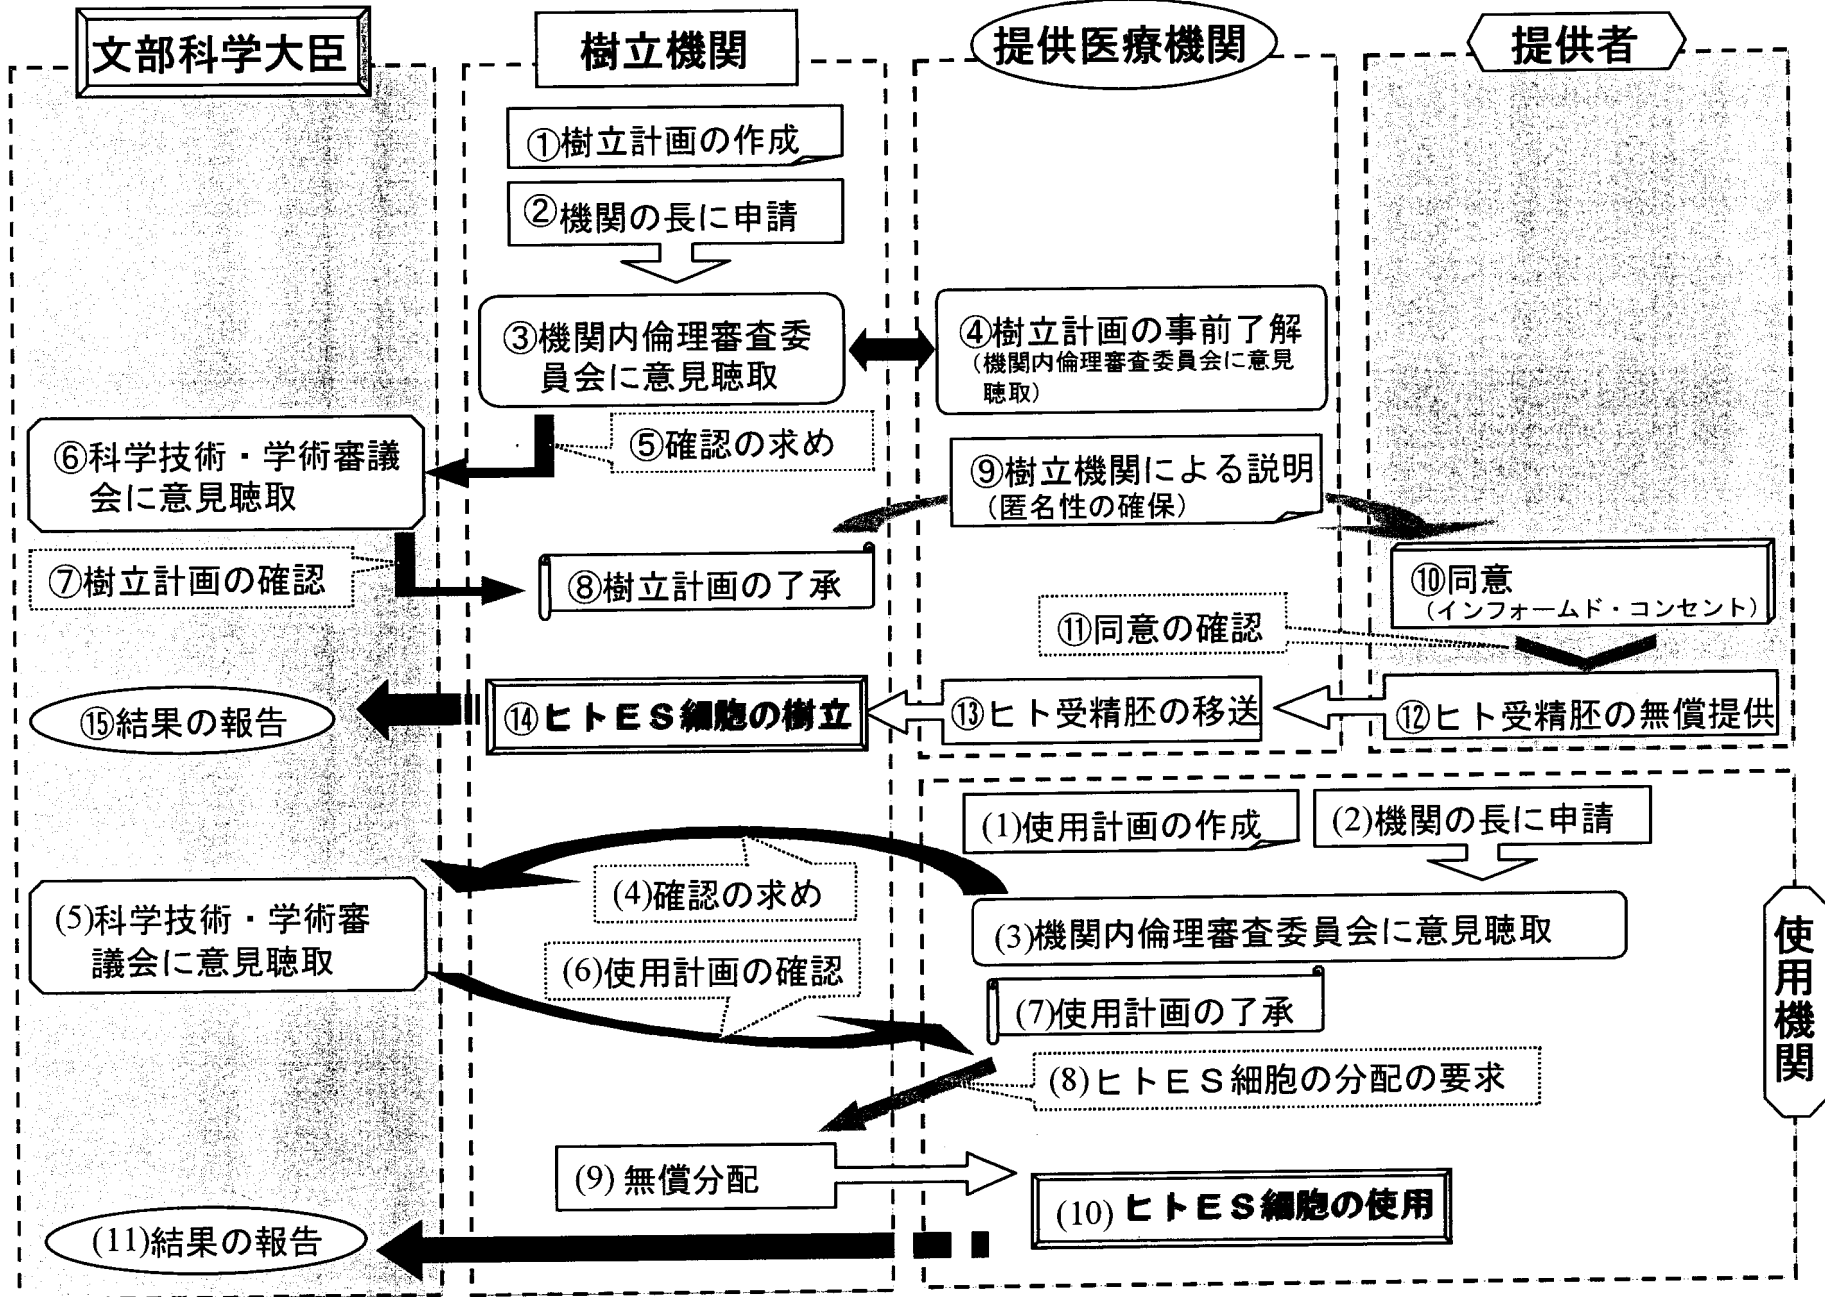 文部科学大臣
樹立機関
提供医療機関
提供者
①樹立計画の作成
②機関の長に申請
③機関内倫理審査委
員会に意見聴取
④樹立計画の事前了解
(機関内倫理審査委員会に意見
聴取)
⑤確認の求め
⑥科学技術・学術審議
会に意見聴取
⑦樹立計画の確認
⑧樹立計画の了承
⑨樹立機関による説明
(匿名性の確保)
⑩同意
(インフォームド・コンセント)
⑪同意の確認
⑫ヒト受精胚の無償提供
⑬ヒト受精胚の移送
⑭ヒトES細胞の樹立
⑮結果の報告
(1)使用計画の作成
(2)機関の長に申請
(3)機関内倫理審査委員会に意見聴取
(4)確認の求め
(5)科学技術・学術審
議会に意見聴取
(6)使用計画の確認
(7)使用計画の了承
(8)ヒトES細胞の分配の要求
(9)無償分配
(10)ヒトES細胞の使用
(11)結果の報告
使用機関